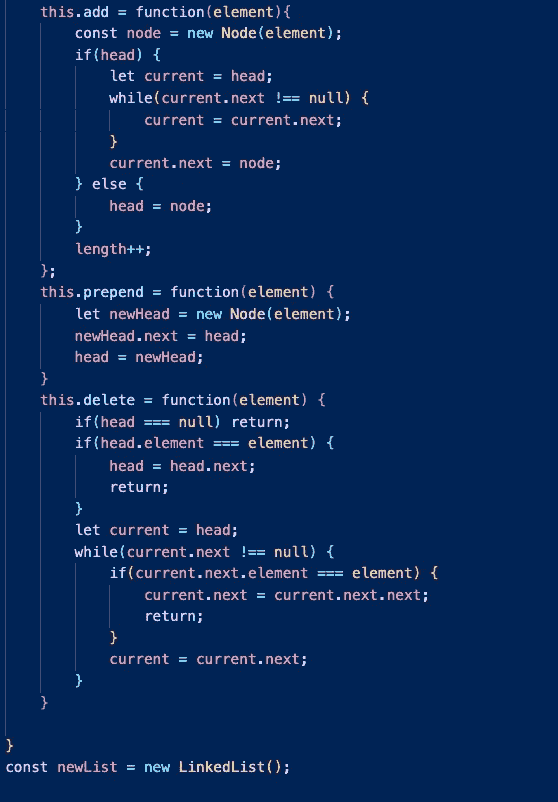 this.add = function(element){
const node = new Node(element);
if(head) {
let current = head;
while(current.next !== null) {
current = current.next;
}
current.next = node;
} else {
head = node;
}
length++;
};
this.prepend = function(element) {
let newHead = new Node(element);
newHead.next = head;
head = newHead;
}
this.delete = function(element) {
if(head === null) return;
if(head.element === element) {
head = head.next;
return;
}
let current = head;
while(current.next !== null) {
if(current.next.element === element) {
current.next = current.next.next;
return;
}
current = current.next;
}
}
}
const newList = new LinkedList();